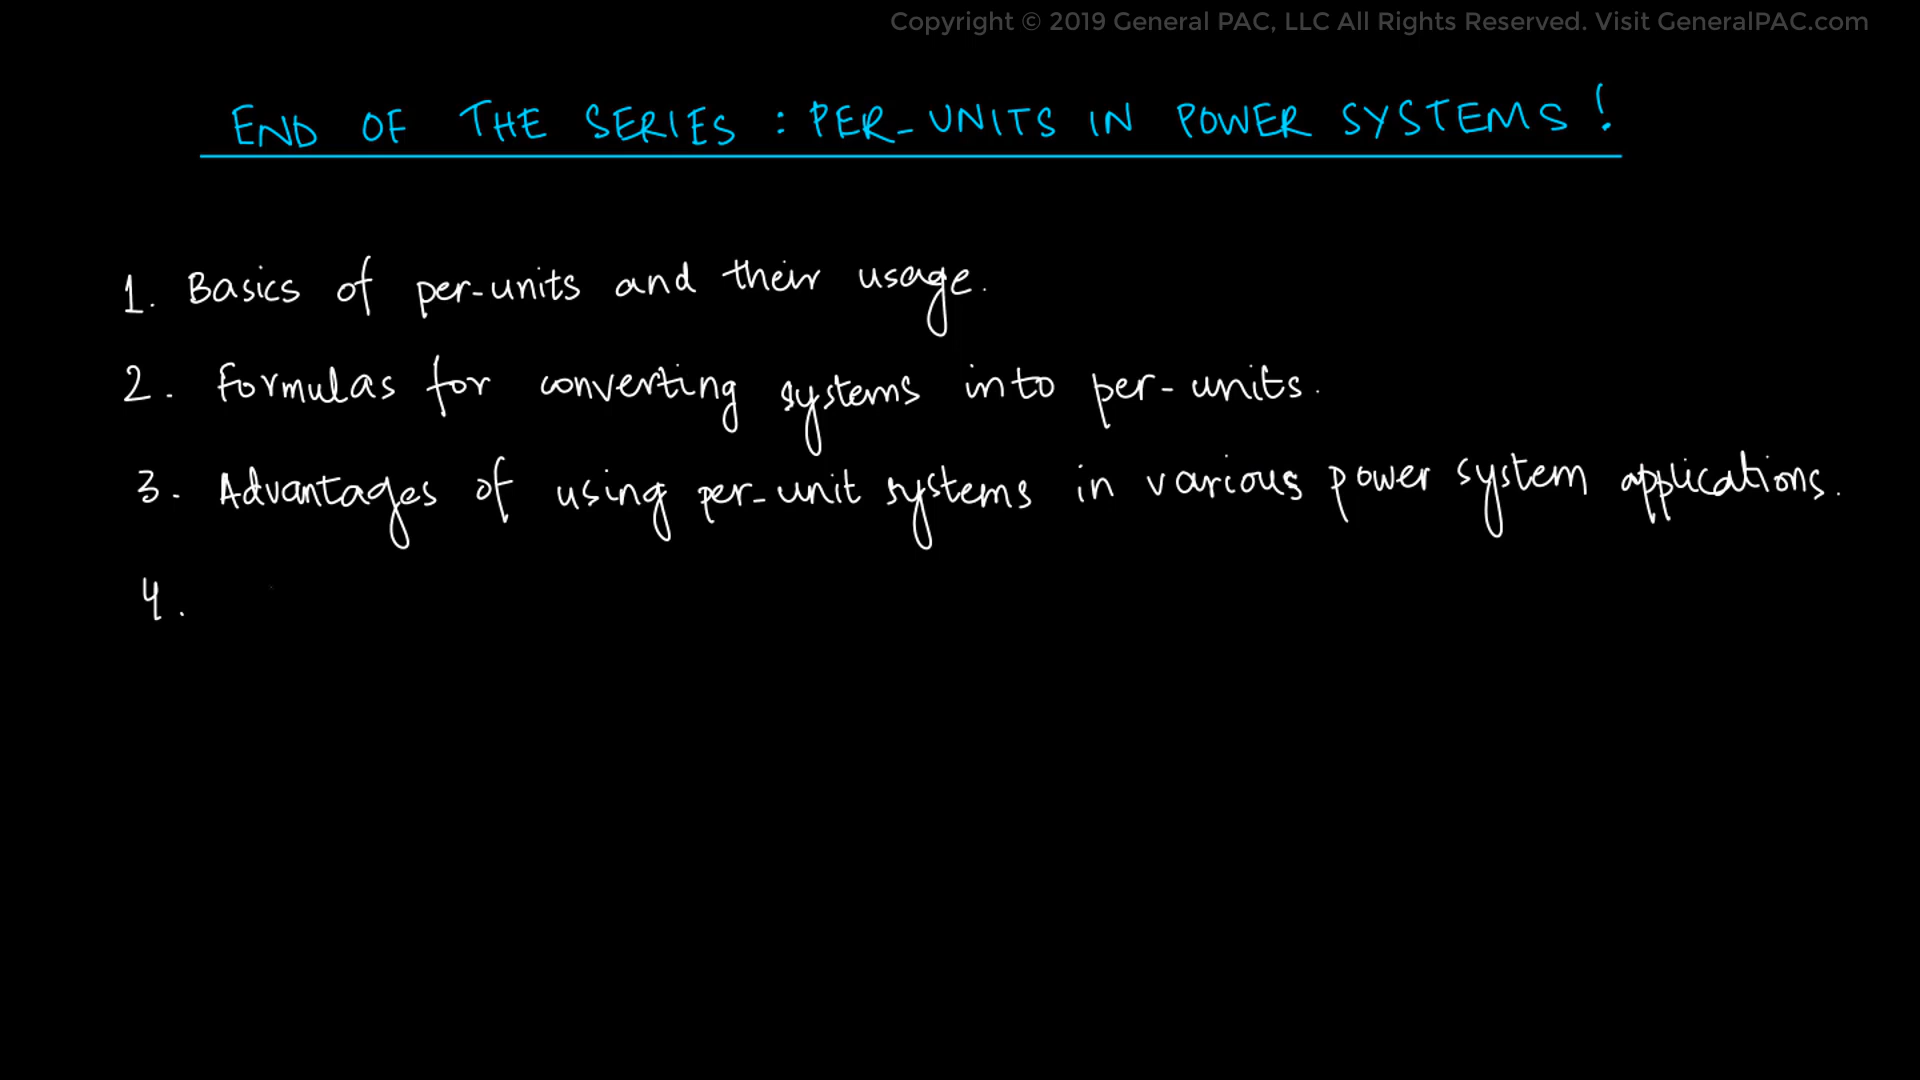 Copyright © 2019 General PAC, LLC All Rights Reserved. Visit GeneralPAC.com
END OF THE SERIES : PER-UNITS IN POWER SYSTEMS!
1. Basics of per-units and their usage.
2. Formulas for converting systems into per-units.
3. Advantages of using per-unit systems in various power system applications.
4.